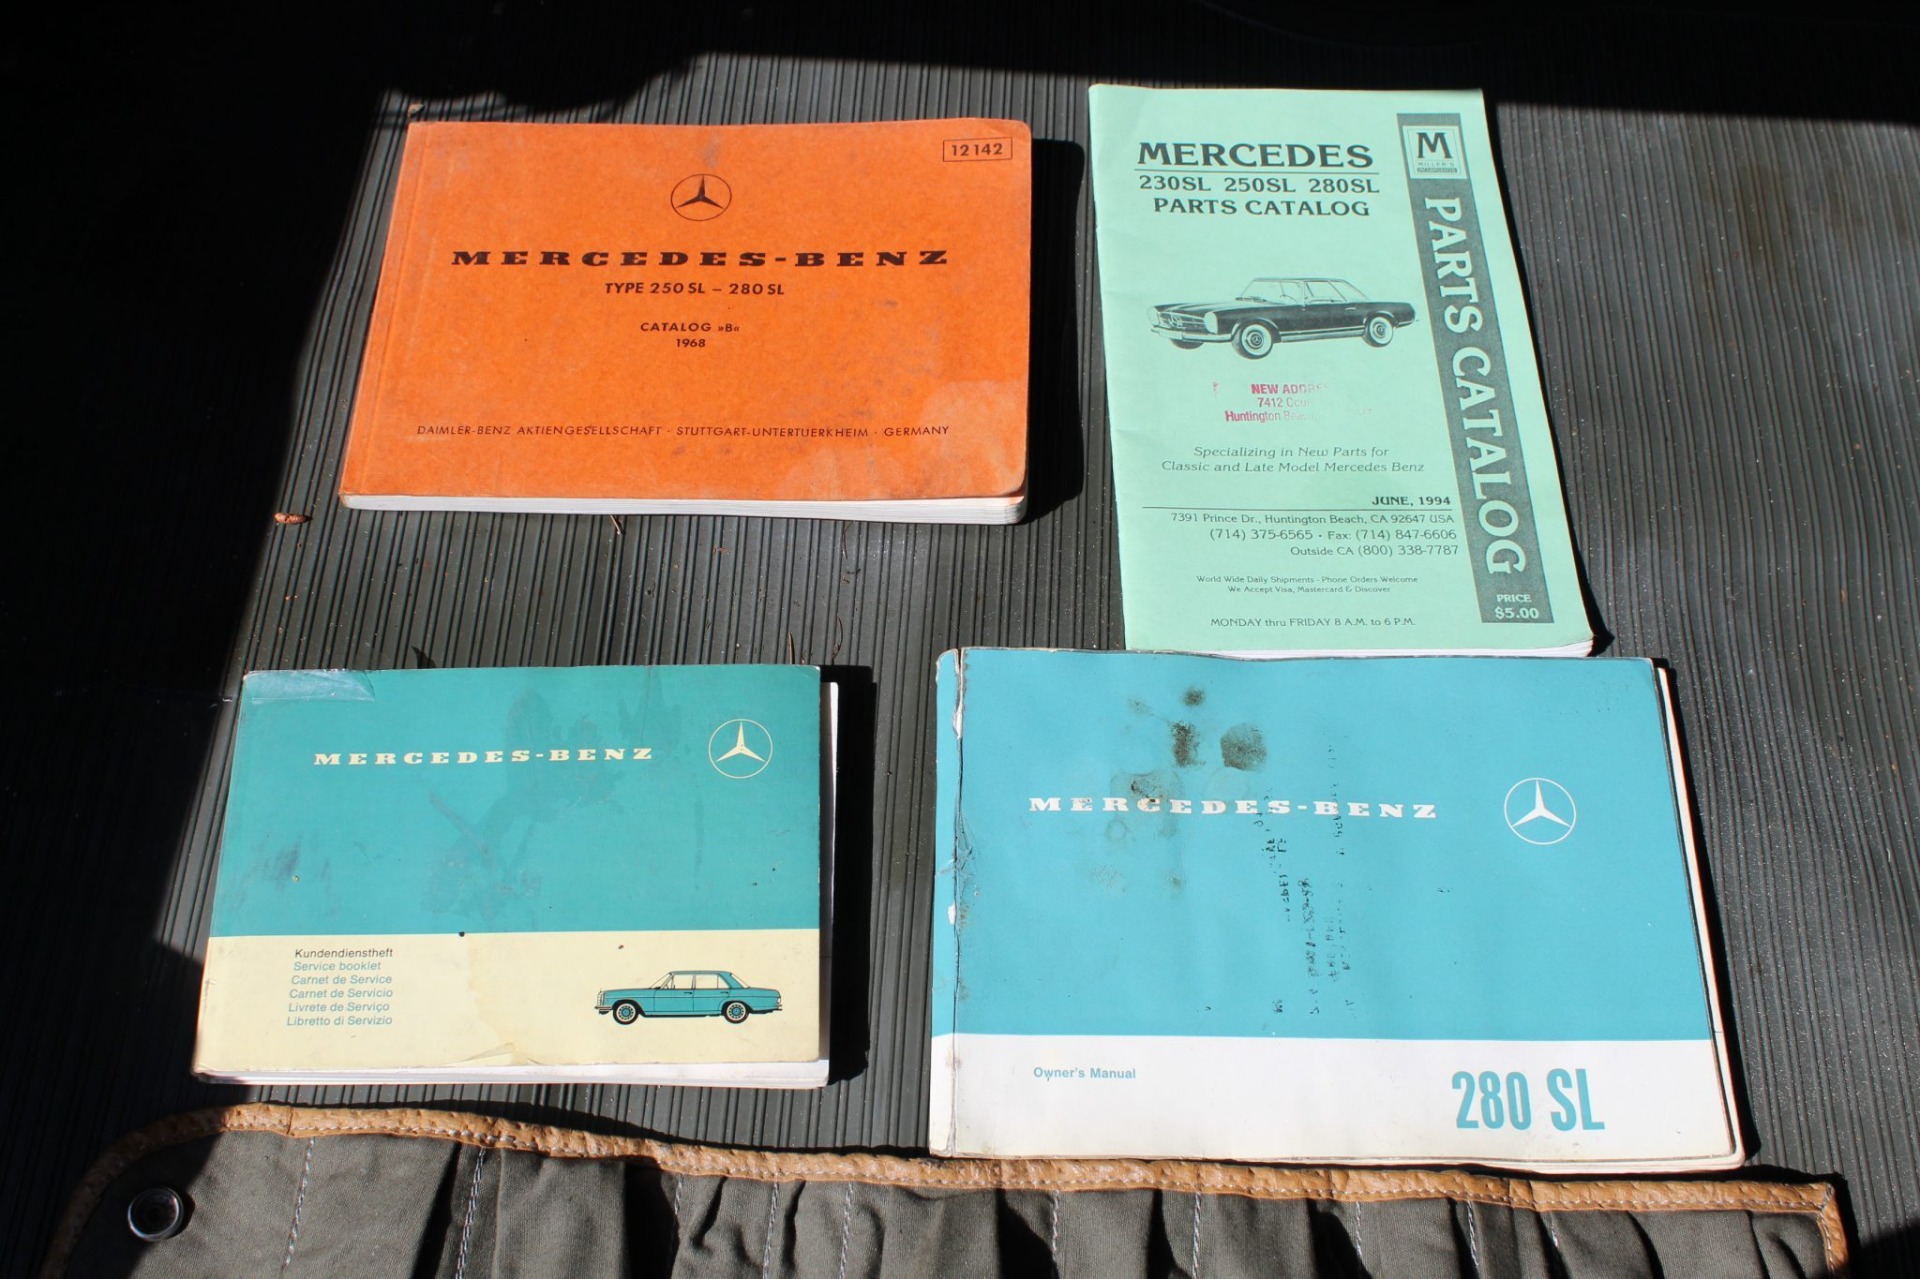 12142
MERCEDES-BENZ
TYPE 250 SL – 280 SL
CATALOG »B«
1968
DAIMLER-BENZ AKTIENGESELLSCHAFT · STUTTGART-UNTERTUERKHEIM · GERMANY
M
MILLER'S
PARTS CATALOG
PRICE
$5.00
MERCEDES
230SL 250SL 280SL
PARTS CATALOG
NEW
7412
Huntington
Specializing in New Parts for
Classic and Late Model Mercedes Benz
JUNE, 1994
7391 Prince Dr., Huntington Beach, CA 92647 USA
(714) 375-6565 · Fax: (714) 847-6606
Outside CA (800) 338-7787
World Wide Daily Shipments - Phone Orders Welcome
We Accept Visa, Mastercard & Discover
MONDAY thru FRIDAY 8 A.M. to 6 P.M.
MERCEDES-BENZ
Kundendienstheft
Service booklet
Carnet de Service
Carnet de Servicio
Livrete de Serviço
Libretto di Servizio
MERCEDES-BENZ
Owner's Manual
280 SL